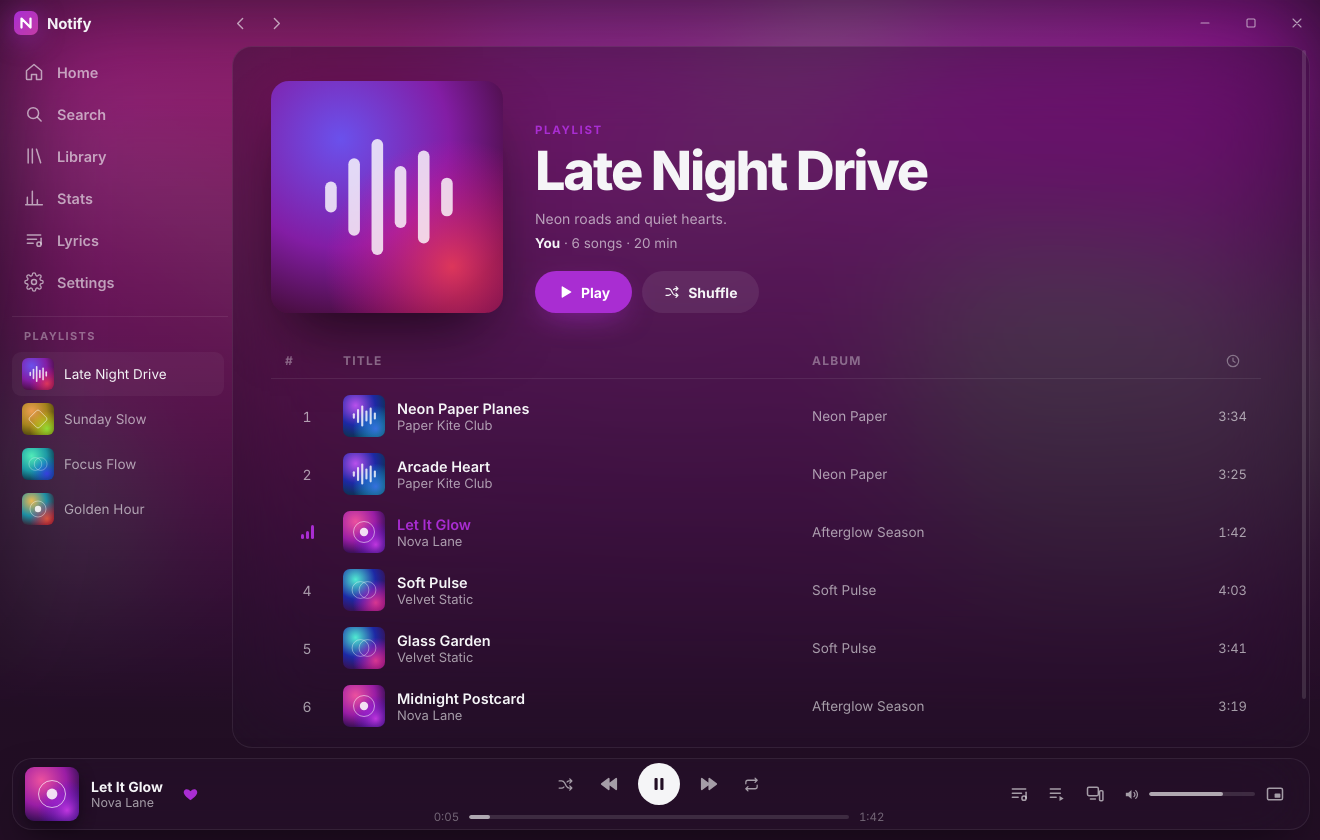 Notify
Home
Search
Library
Stats
Lyrics
Settings
PLAYLISTS
Late Night Drive
Sunday Slow
Focus Flow
Golden Hour
PLAYLIST
Late Night Drive
Neon roads and quiet hearts.
You · 6 songs · 20 min
Play Shuffle
# TITLE ALBUM
1 Neon Paper Planes Neon Paper 3:34
Paper Kite Club
2 Arcade Heart Neon Paper 3:25
Paper Kite Club
Let It Glow Afterglow Season 1:42
Nova Lane
4 Soft Pulse Soft Pulse 4:03
Velvet Static
5 Glass Garden Soft Pulse 3:41
Velvet Static
6 Midnight Postcard Afterglow Season 3:19
Nova Lane
Let It Glow
Nova Lane
0:05 1:42